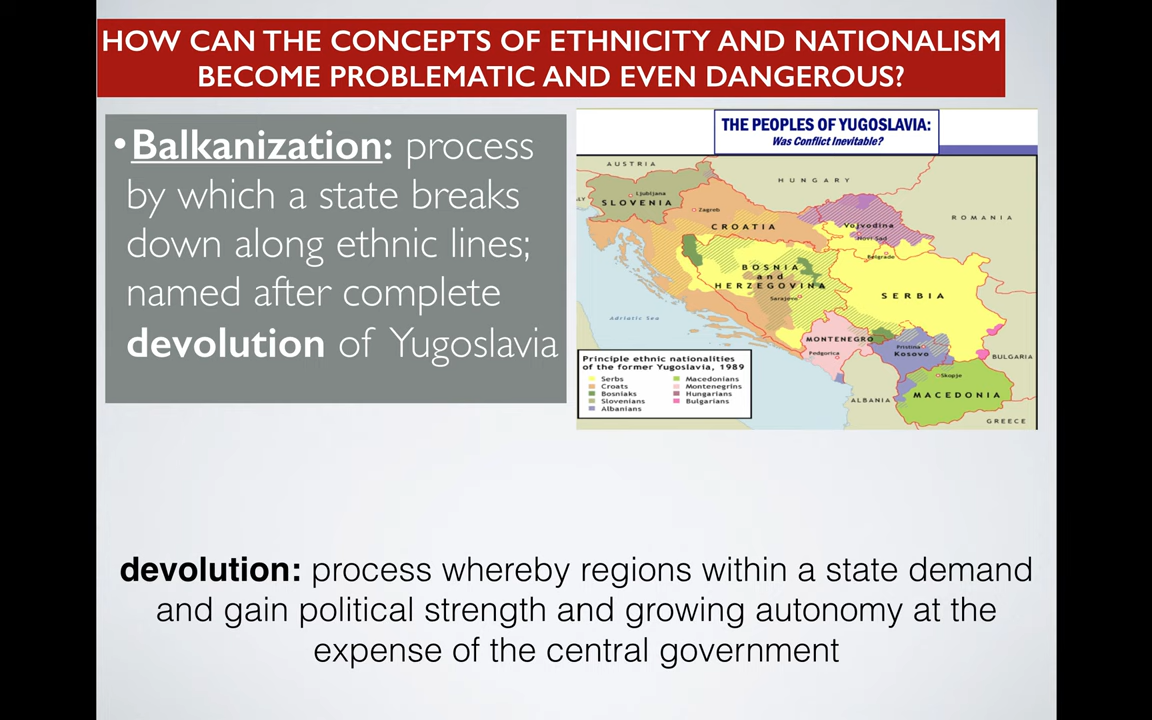 HOW CAN THE CONCEPTS OF ETHNICITY AND NATIONALISM
BECOME PROBLEMATIC AND EVEN DANGEROUS?
•Balkanization: process
by which a state breaks
down along ethnic lines;
named after complete
devolution of Yugoslavia
THE PEOPLES OF YUGOSLAVIA:
Was Conflict Inevitable?
AUSTRIA
HUNGARY
ROMANIA
Ljubljana
SLOVENIA
Zagreb
CROATIA
Vojvodina
Novi Sad
Belgrade
BOSNIA
and
HERZEGOVINA
Sarajevo
SERBIA
Adriatic Sea
MONTENEGRO
Podgorica
Pristina
Kosovo
BULGARIA
Skopje
MACEDONIA
ALBANIA
GREECE
Principle ethnic nationalities
of the former Yugoslavia, 1989
Serbs
Croats
Bosniaks
Slovenians
Albanians
Macedonians
Montenegrins
Hungarians
Bulgarians
devolution: process whereby regions within a state demand
and gain political strength and growing autonomy at the
expense of the central government